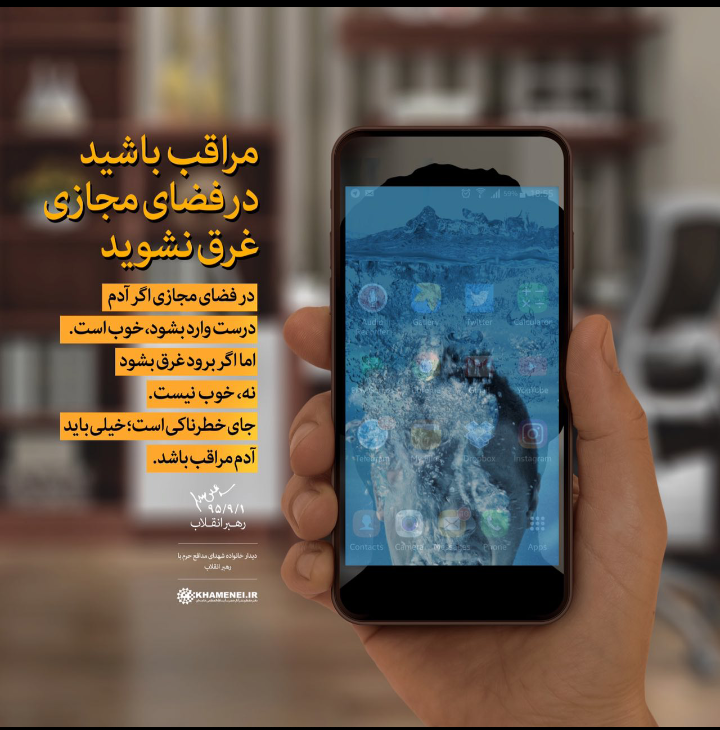 مراقب باشید
در فضای مجازی
غرق نشوید
در فضای مجازی اگر آدم
درست وارد بشود، خوب است.
اما اگر برود غرق بشود
نه، خوب نیست.
جای خطرناکی است؛ خیلی باید
آدم مراقب باشد.
۹۵/۹/۱
رهبر انقلاب
دیدار خانواده شهدای مدافع حرم با
رهبر انقلاب
KHAMENEI.IR
59%
Audio Gallery Twitter Calculator
YouTube
Telegram Dropbox Instagram
Contacts Camera Messages Phone Apps